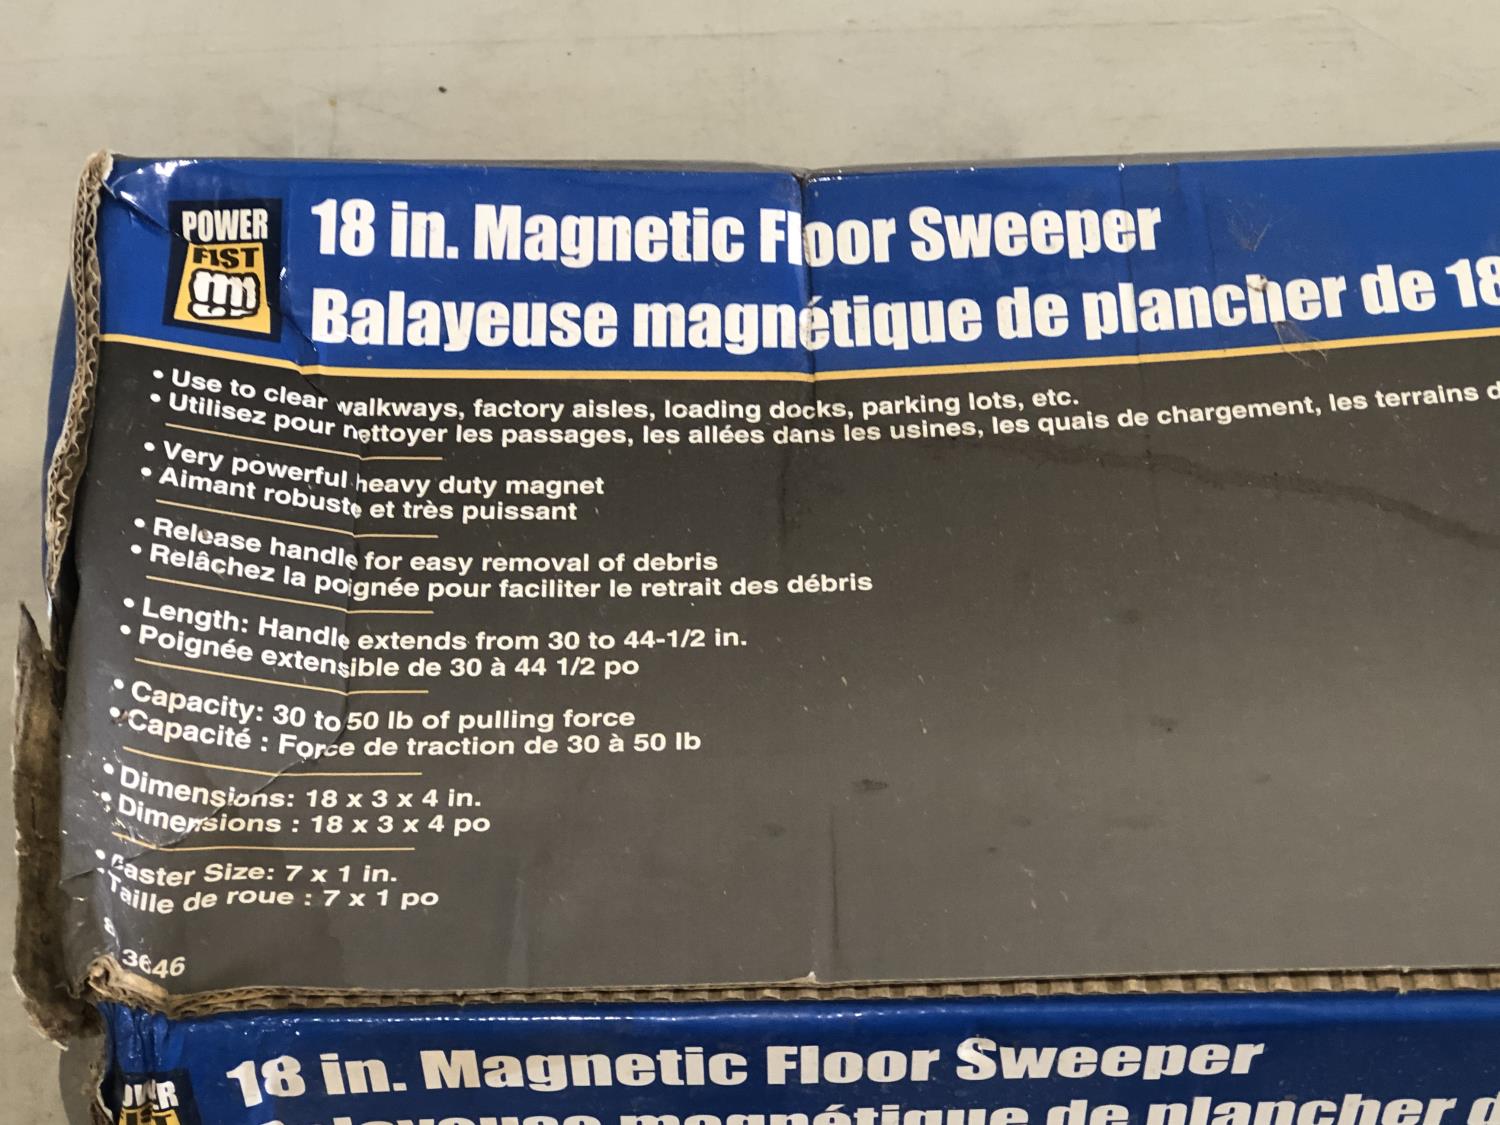 POWER
FIST
18 in. Magnetic Floor Sweeper
Balayeuse magnétique de plancher de 18
• Use to clear walkways, factory aisles, loading docks, parking lots, etc.
• Utilisez pour nettoyer les passages, les allées dans les usines, les quais de chargement, les terrains
• Very powerful heavy duty magnet
• Aimant robuste et très puissant
• Release handle for easy removal of debris
• Relâchez la poignée pour faciliter le retrait des débris
• Length: Handle extends from 30 to 44-1/2 in.
• Poignée extensible de 30 à 44 1/2 po
• Capacity: 30 to 50 lb of pulling force
• Capacité : Force de traction de 30 à 50 lb
• Dimensions: 18 x 3 x 4 in.
• Dimensions : 18 x 3 x 4 po
• Caster Size: 7 x 1 in.
• Taille de roue : 7 x 1 po
3646
18 in. Magnetic Floor Sweeper
Balayeuse magnétique de plancher